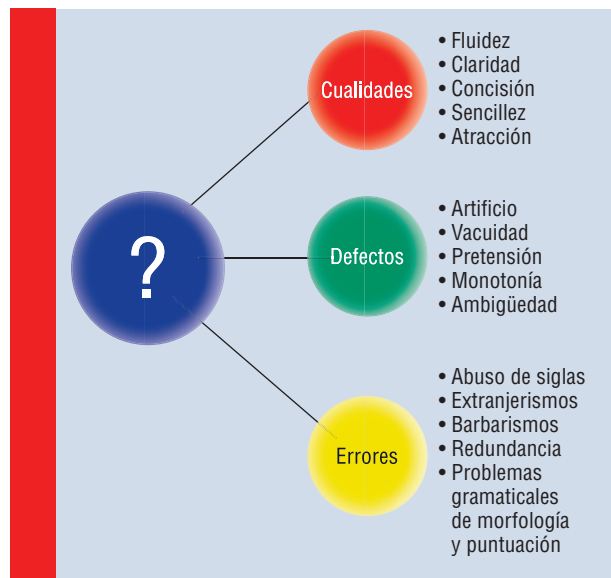 ?
Cualidades
• Fluidez
• Claridad
• Concisión
• Sencillez
• Atracción
Defectos
• Artificio
• Vacuidad
• Pretensión
• Monotonía
• Ambigüedad
Errores
• Abuso de siglas
• Extranjerismos
• Barbarismos
• Redundancia
• Problemas
gramaticales
de morfología
y puntuación